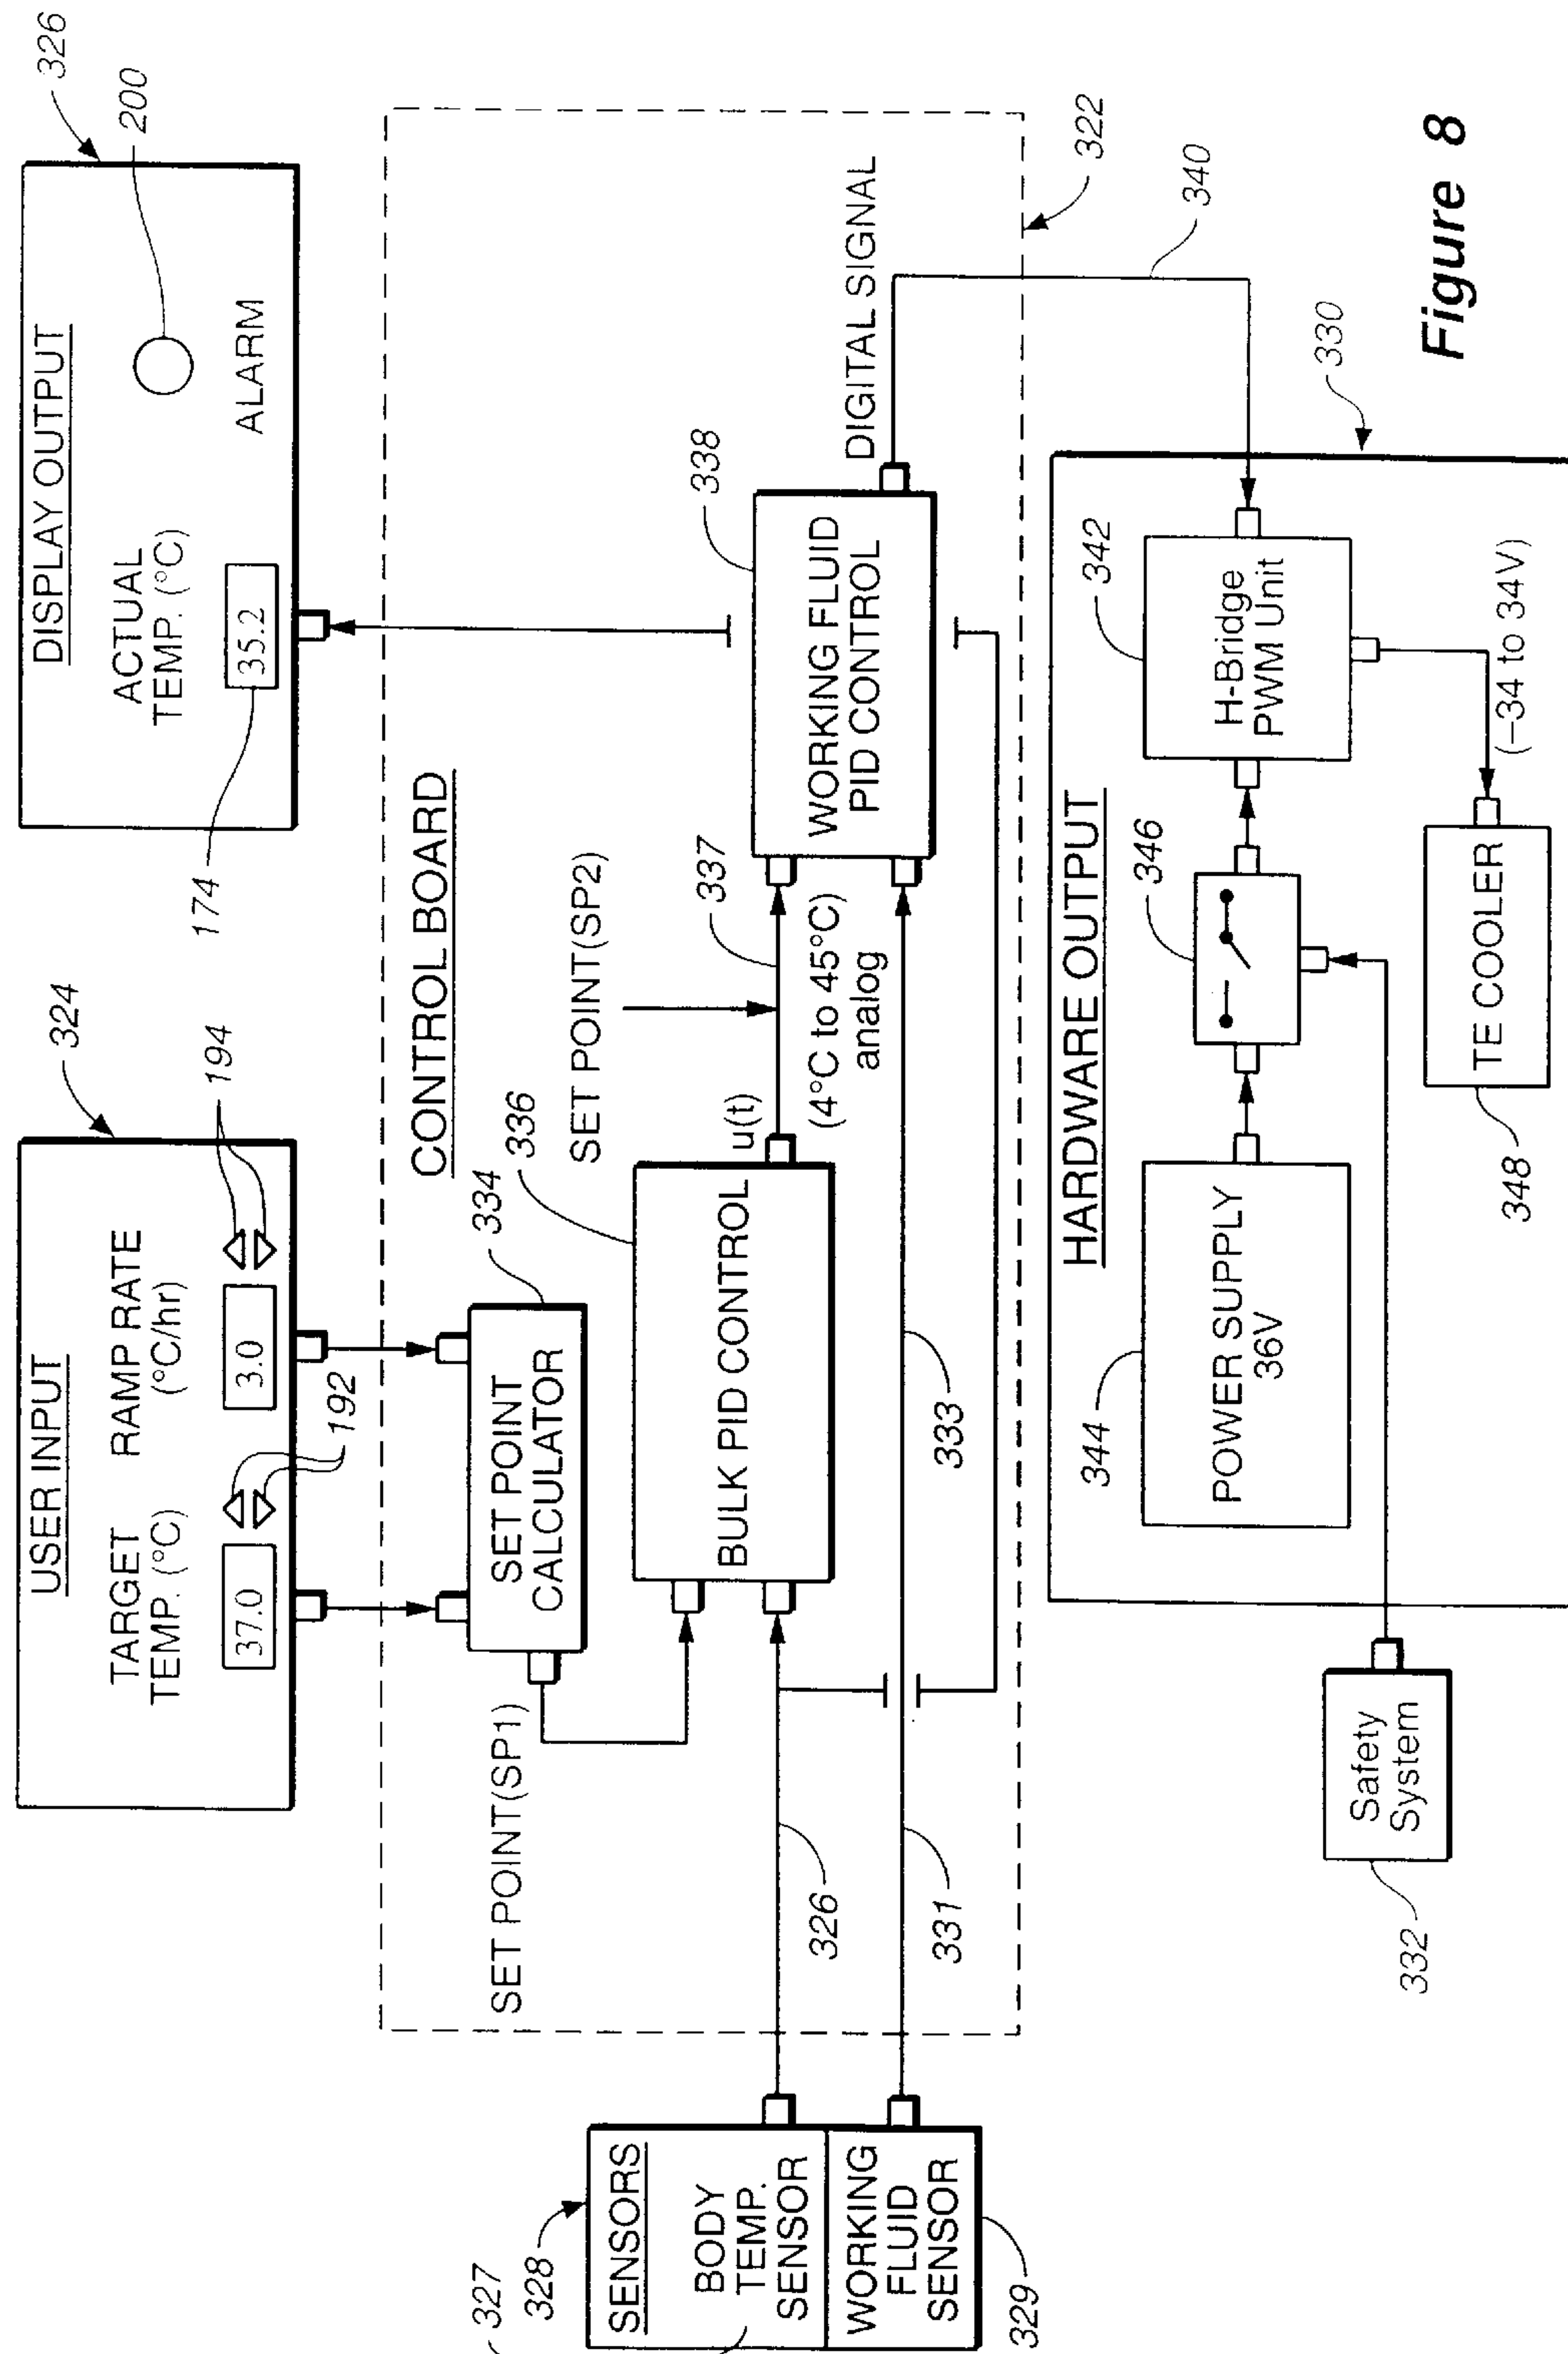 USER INPUT
TARGET
TEMP. (°C)
37.0
192
RAMP RATE
(°C/hr)
3.0
194
324
DISPLAY OUTPUT
ACTUAL
TEMP. (°C)
35.2
174
ALARM
200
326
CONTROL BOARD
SET POINT
CALCULATOR
334
SET POINT(SP1)
BULK PID CONTROL
336
u(t)
SET POINT(SP2)
337
(4°C to 45°C)
analog
WORKING FLUID
PID CONTROL
338
DIGITAL SIGNAL
322
340
326
331
333
327
328
SENSORS
BODY
TEMP.
SENSOR
WORKING
FLUID
SENSOR
329
HARDWARE OUTPUT
330
344
POWER SUPPLY
36V
346
342
H-Bridge
PWM Unit
(–34 to 34V)
TE COOLER
348
Safety
System
332
Figure 8